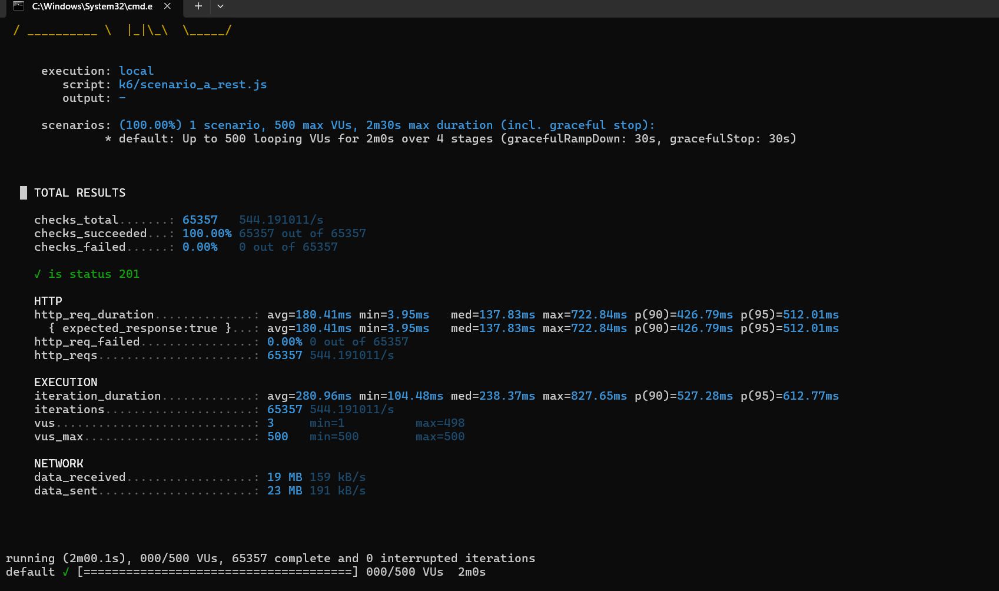 C:\Windows\System32\cmd.e
/ __________ \  |_|\_\  \_____/
execution: local
script: k6/scenario_a_rest.js
output: -
scenarios: (100.00%) 1 scenario, 500 max VUs, 2m30s max duration (incl. graceful stop):
* default: Up to 500 looping VUs for 2m0s over 4 stages (gracefulRampDown: 30s, gracefulStop: 30s)
█ TOTAL RESULTS
checks_total.......: 65357   544.191011/s
checks_succeeded...: 100.00% 65357 out of 65357
checks_failed......: 0.00%   0 out of 65357
✓ is status 201
HTTP
http_req_duration..............: avg=180.41ms min=3.95ms   med=137.83ms max=722.84ms p(90)=426.79ms p(95)=512.01ms
{ expected_response:true }...: avg=180.41ms min=3.95ms   med=137.83ms max=722.84ms p(90)=426.79ms p(95)=512.01ms
http_req_failed................: 0.00% 0 out of 65357
http_reqs......................: 65357 544.191011/s
EXECUTION
iteration_duration.............: avg=280.96ms min=104.48ms med=238.37ms max=827.65ms p(90)=527.28ms p(95)=612.77ms
iterations.....................: 65357 544.191011/s
vus............................: 3     min=1          max=498
vus_max........................: 500   min=500        max=500
NETWORK
data_received..................: 19 MB 159 kB/s
data_sent......................: 23 MB 191 kB/s
running (2m00.1s), 000/500 VUs, 65357 complete and 0 interrupted iterations
default ✓ [======================================] 000/500 VUs  2m0s